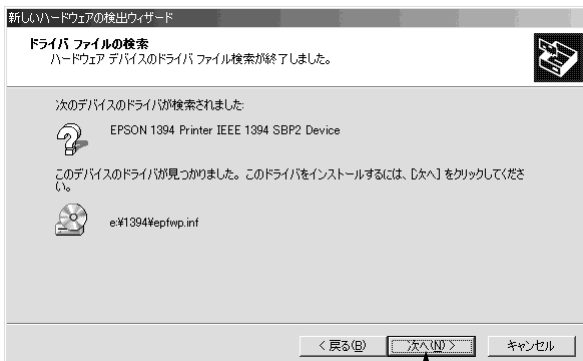 新しいハードウェアの検出ウィザード
ドライバ ファイルの検索
ハードウェア デバイスのドライバ ファイル検索が終了しました。
次のデバイスのドライバが検索されました:
EPSON 1394 Printer IEEE 1394 SBP2 Device
このデバイスのドライバが見つかりました。このドライバをインストールするには、[次へ] をクリックしてくださ
い。
e:¥1394¥epfwp.inf
< 戻る(B)
次へ(N) >
キャンセル